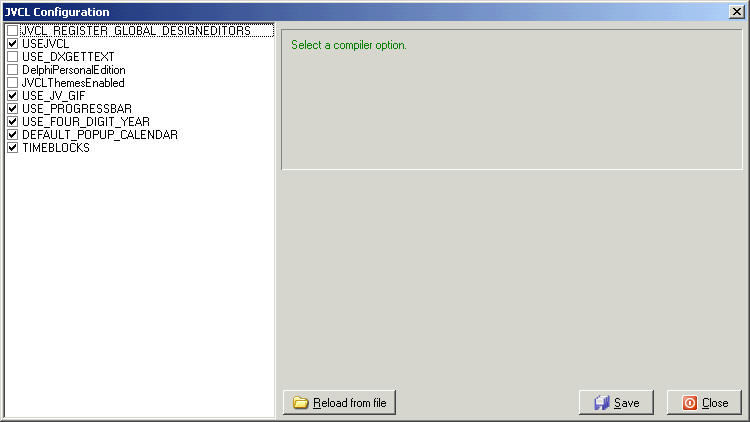 JVCL Configuration
JVCL_REGISTER_GLOBAL_DESIGNEDITORS
USEJVCL
USE_DXGETTEXT
DelphiPersonalEdition
JVCLThemesEnabled
USE_JV_GIF
USE_PROGRESSBAR
USE_FOUR_DIGIT_YEAR
DEFAULT_POPUP_CALENDAR
TIMEBLOCKS
Select a compiler option.
Reload from file
Save
Close